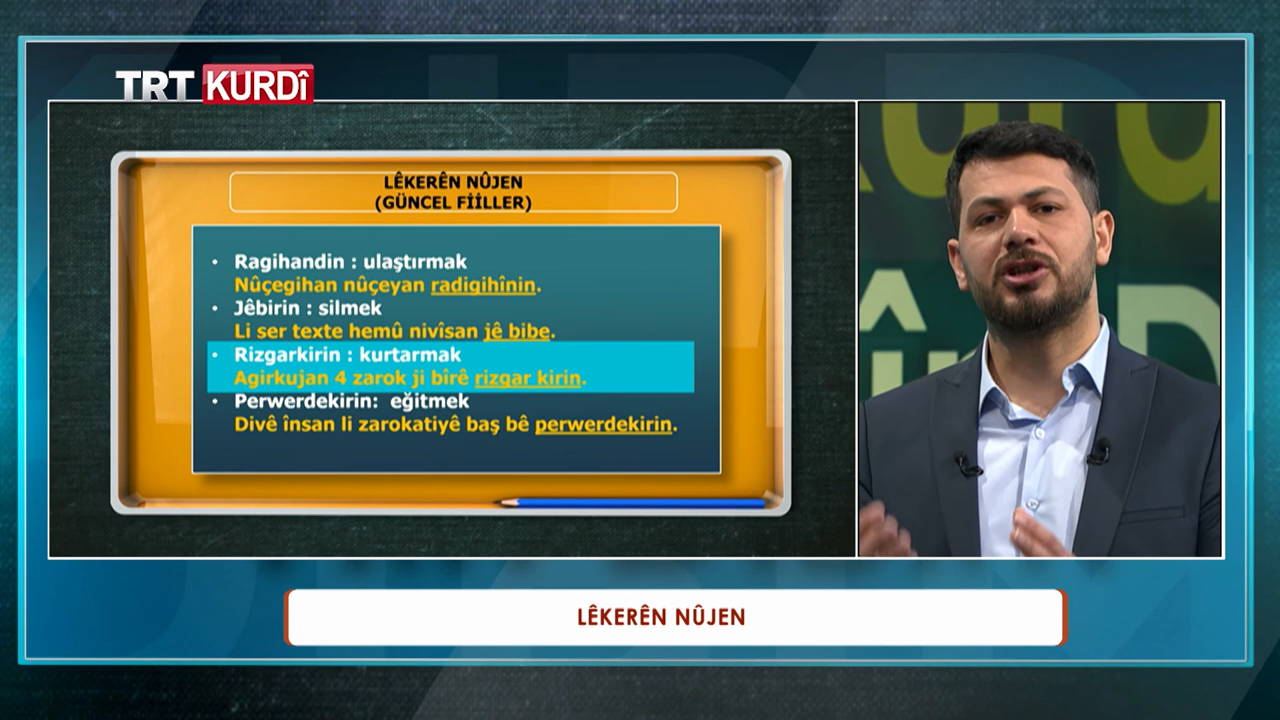 TRT KURDî
LÊKERÊN NÛJEN
(GÜNCEL FİİLLER)
• Ragihandin : ulaştırmak
Nûçegihan nûçeyan radigihînin.
• Jêbirin : silmek
Li ser texte hemû nivîsan jê bibe.
• Rizgarkirin : kurtarmak
Agirkujan 4 zarok ji bîrê rizgar kirin.
• Perwerdekirin: eğitmek
Divê însan li zarokatiyê baş bê perwerdekirin.
LÊKERÊN NÛJEN